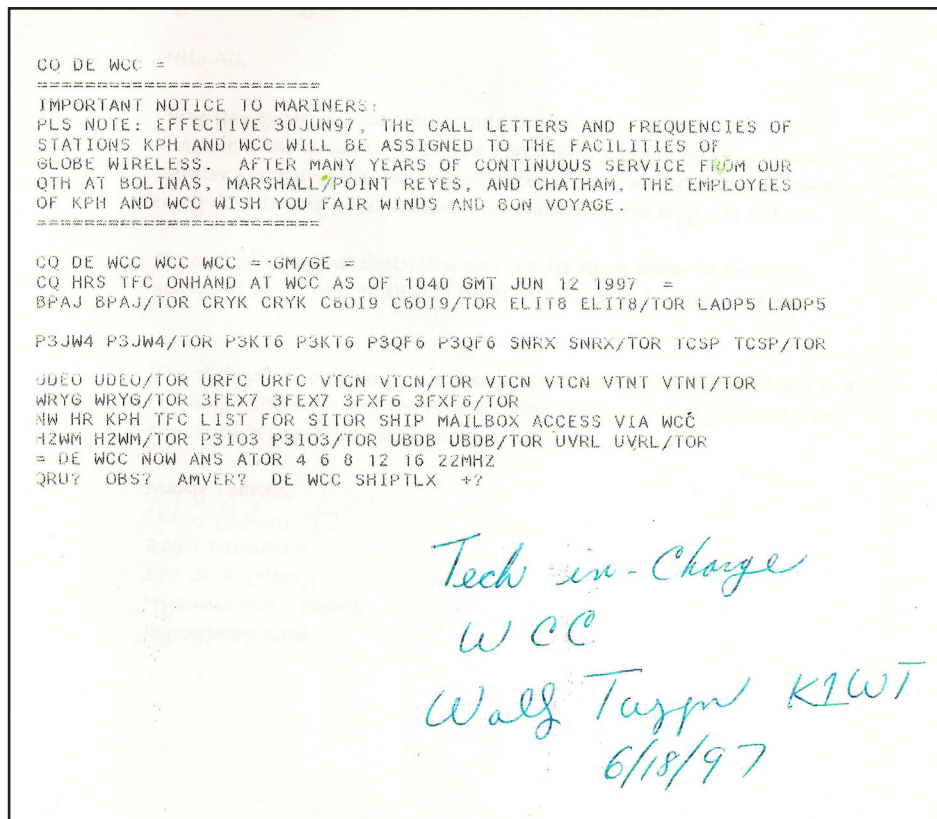 CQ DE WCC =
========================
IMPORTANT NOTICE TO MARINERS:
PLS NOTE: EFFECTIVE 30JUN97, THE CALL LETTERS AND FREQUENCIES OF
STATIONS KPH AND WCC WILL BE ASSIGNED TO THE FACILITIES OF
GLOBE WIRELESS.  AFTER MANY YEARS OF CONTINUOUS SERVICE FROM OUR
QTH AT BOLINAS, MARSHALL/POINT REYES, AND CHATHAM, THE EMPLOYEES
OF KPH AND WCC WISH YOU FAIR WINDS AND BON VOYAGE.
========================
CQ DE WCC WCC WCC = GM/GE =
CQ HRS TFC ONHAND AT WCC AS OF 1040 GMT JUN 12 1997  =
BPAJ BPAJ/TOR CRYK CRYK C6OI9 C6OI9/TOR ELIT8 ELIT8/TOR LADP5 LADP5
P3JW4 P3JW4/TOR P3KT6 P3KT6 P3QF6 P3QF6 SNRX SNRX/TOR TCSP TCSP/TOR
UDEO UDEO/TOR URFC URFC VTCN VTCN/TOR VTCN VTCN VTNT VTNT/TOR
WRYG WRYG/TOR 3FEX7 3FEX7 3FXF6 3FXF6/TOR
NW HR KPH TFC LIST FOR SITOR SHIP MAILBOX ACCESS VIA WCC
H2WM H2WM/TOR P3IO3 P3IO3/TOR UBDB UBDB/TOR UVRL UVRL/TOR
= DE WCC NOW ANS ATOR 4 6 8 12 16 22MHZ
QRU?  OBS?  AMVER?  DE WCC SHIPTLX  +?
Tech in-Charge
WCC
K1WT
6/18/97